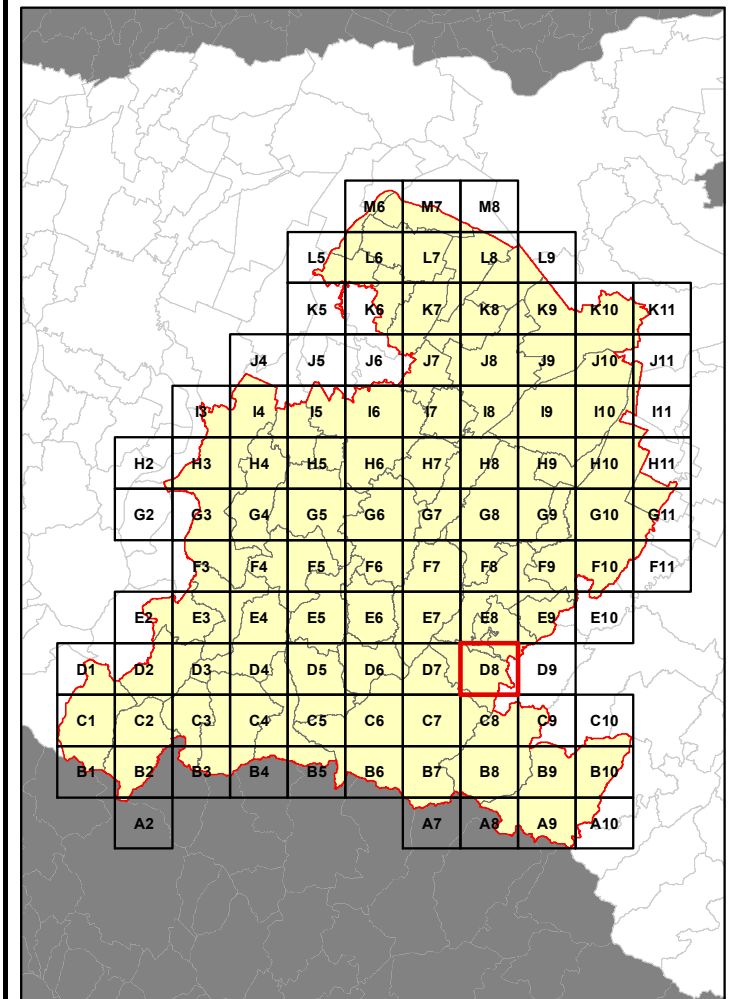 M6 M7 M8
L5 L6 L7 L8 L9
K5 K6 K7 K8 K9 K10 K11
J4 J5 J6 J7 J8 J9 J10 J11
I3 I4 I5 I6 I7 I8 I9 I10 I11
H2 H3 H4 H5 H6 H7 H8 H9 H10 H11
G2 G3 G4 G5 G6 G7 G8 G9 G10 G11
F3 F4 F5 F6 F7 F8 F9 F10 F11
E2 E3 E4 E5 E6 E7 E8 E9 E10
D1 D2 D3 D4 D5 D6 D7 D8 D9
C1 C2 C3 C4 C5 C6 C7 C8 C9 C10
B1 B2 B3 B4 B5 B6 B7 B8 B9 B10
A2 A7 A8 A9 A10